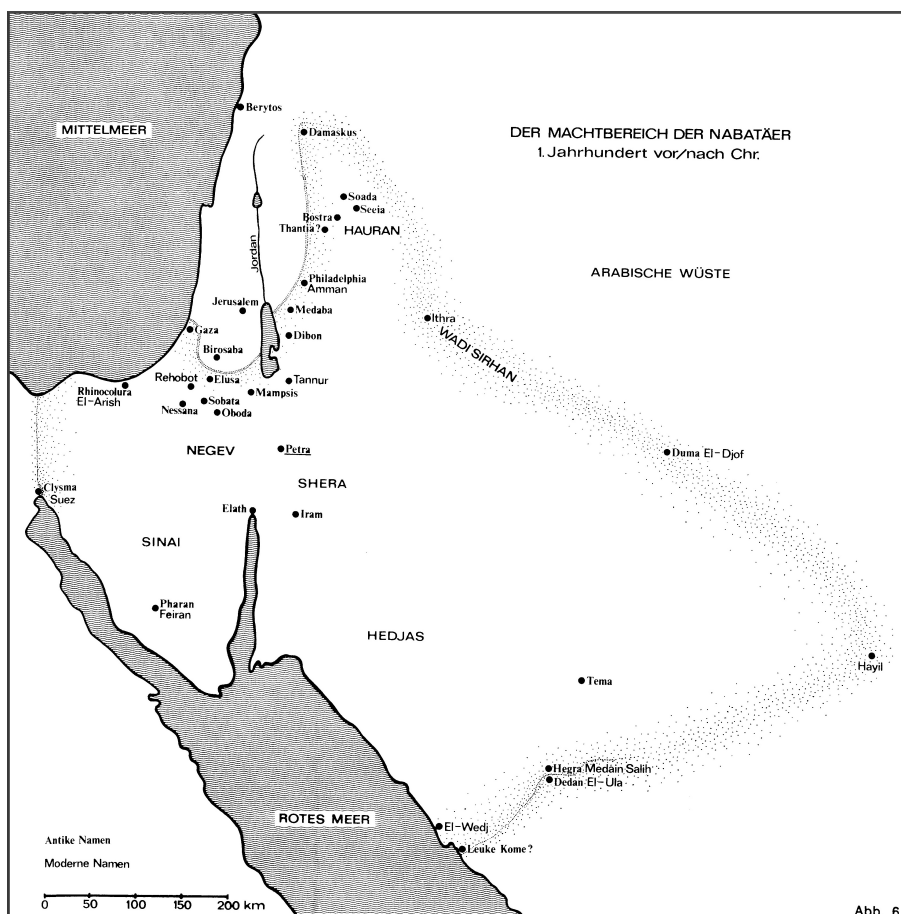 DER MACHTBEREICH DER NABATÄER
1. Jahrhundert vor/nach Chr.
MITTELMEER
Berytos
Damaskus
Soada
Seeia
Bostra
Thantia?
HAURAN
Jordan
ARABISCHE WÜSTE
Philadelphia
Amman
Jerusalem
Medaba
Gaza
Dibon
Ithra
WADI SIRHAN
Birosaba
Rehobot
Elusa
Tannur
Rhinocolura
El-Arish
Mampsis
Nessana
Sobata
Oboda
NEGEV
Petra
Duma El-Djof
SHERA
Clysma
Suez
Elath
Iram
SINAI
Pharan
Feiran
HEDJAS
Hayil
Tema
Hegra Medain Salih
Dedan El-Ula
ROTES MEER
El-Wedj
Leuke Kome?
Antike Namen
Moderne Namen
0 50 100 150 200 km
Abb. 6